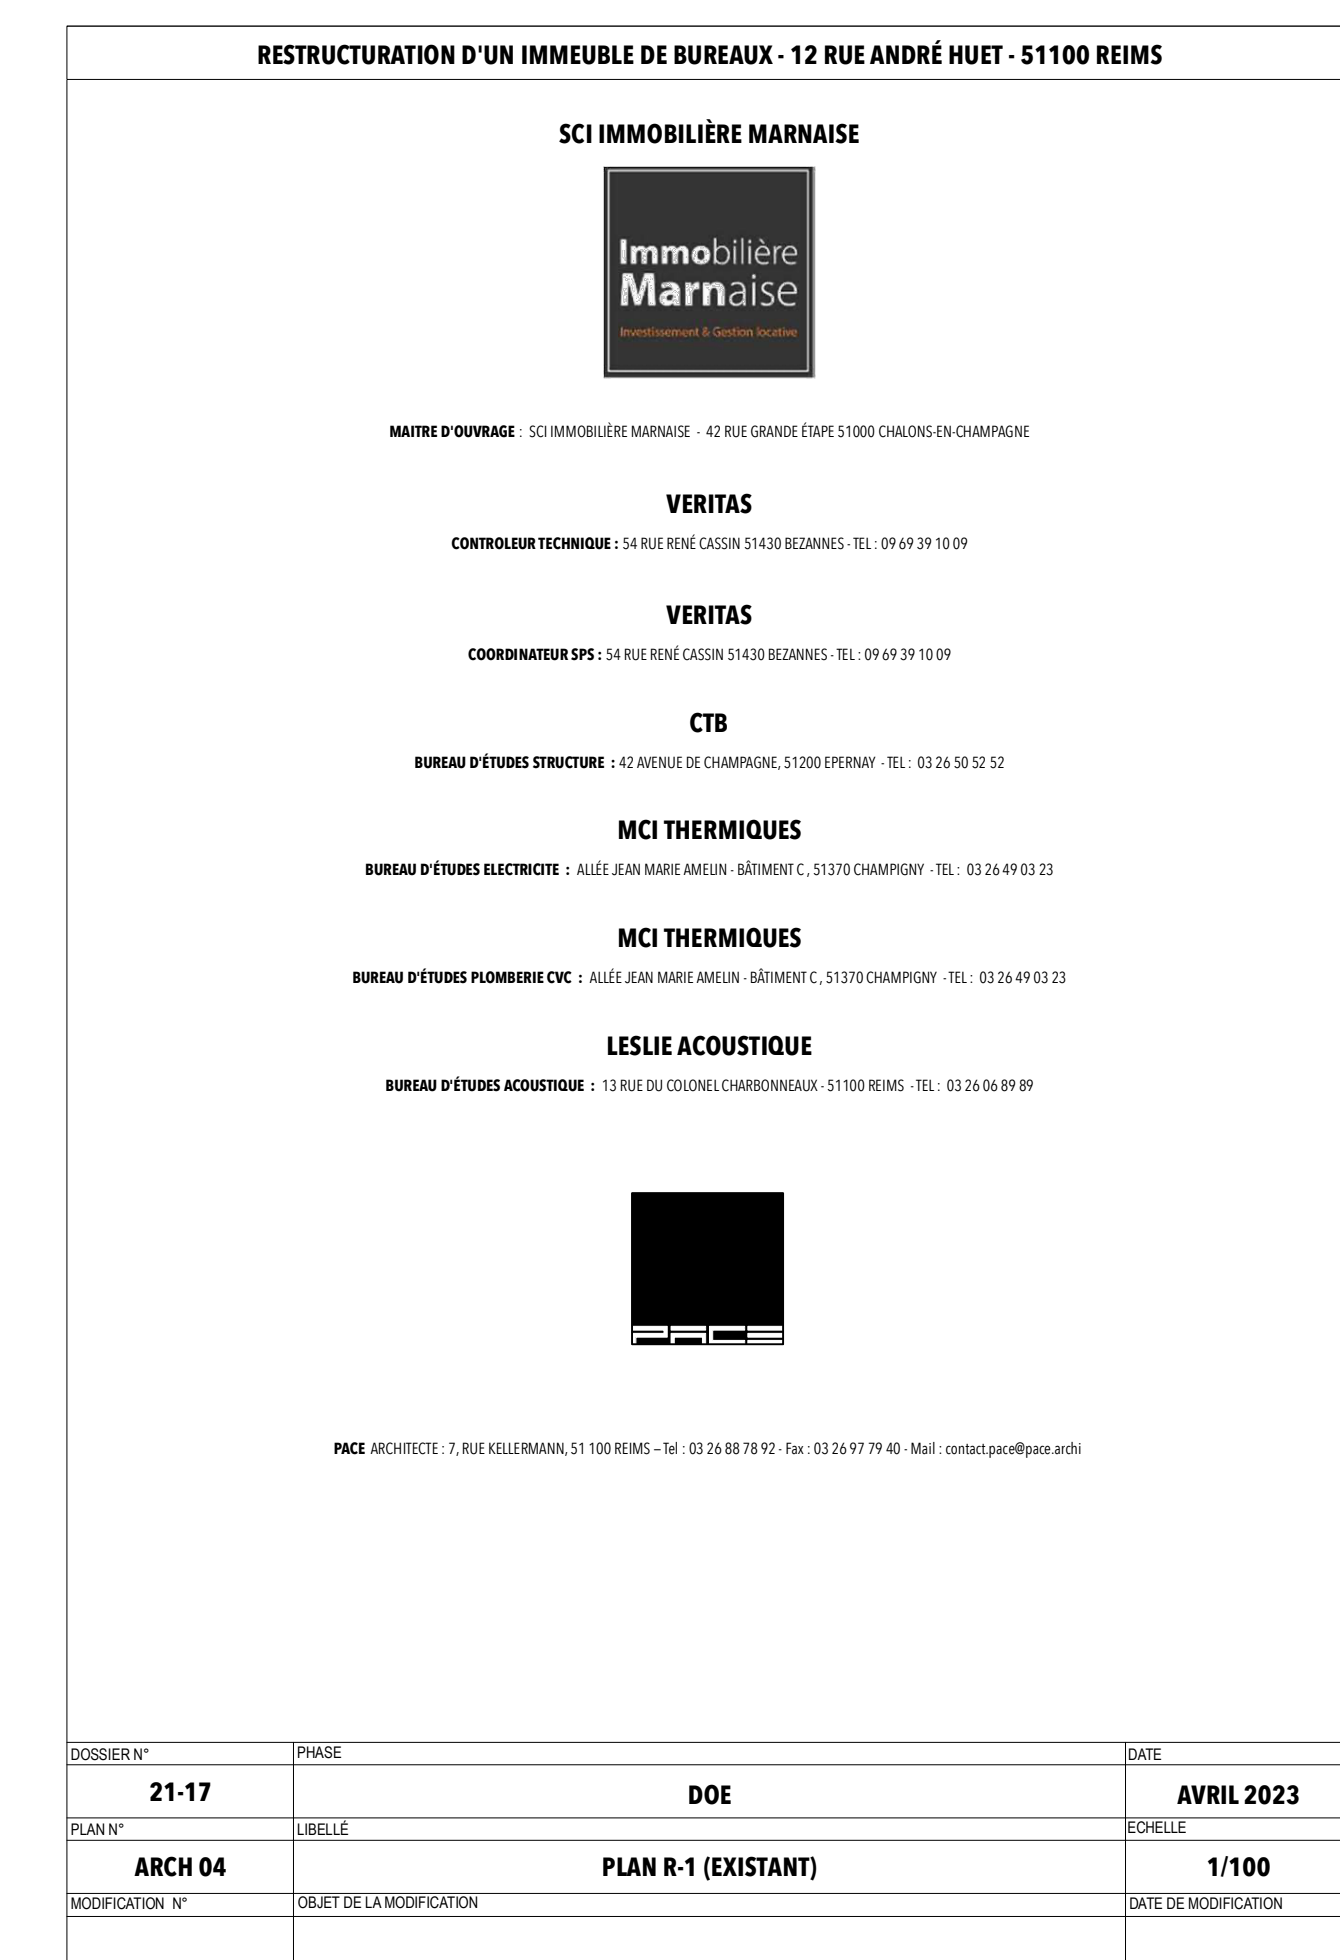 RESTRUCTURATION D'UN IMMEUBLE DE BUREAUX - 12 RUE ANDRÉ HUET - 51100 REIMS
SCI IMMOBILIÈRE MARNAISE
Immobilière
Marnaise
Investissement & Gestion locative
MAITRE D'OUVRAGE : SCI IMMOBILIÈRE MARNAISE - 42 RUE GRANDE ÉTAPE 51000 CHALONS-EN-CHAMPAGNE
VERITAS
CONTROLEUR TECHNIQUE : 54 RUE RENÉ CASSIN 51430 BEZANNES - TEL : 09 69 39 10 09
VERITAS
COORDINATEUR SPS : 54 RUE RENÉ CASSIN 51430 BEZANNES - TEL : 09 69 39 10 09
CTB
BUREAU D'ÉTUDES STRUCTURE : 42 AVENUE DE CHAMPAGNE, 51200 EPERNAY - TEL : 03 26 50 52 52
MCI THERMIQUES
BUREAU D'ÉTUDES ELECTRICITE : ALLÉE JEAN MARIE AMELIN - BÂTIMENT C , 51370 CHAMPIGNY - TEL : 03 26 49 03 23
MCI THERMIQUES
BUREAU D'ÉTUDES PLOMBERIE CVC : ALLÉE JEAN MARIE AMELIN - BÂTIMENT C , 51370 CHAMPIGNY - TEL : 03 26 49 03 23
LESLIE ACOUSTIQUE
BUREAU D'ÉTUDES ACOUSTIQUE : 13 RUE DU COLONEL CHARBONNEAUX - 51100 REIMS - TEL : 03 26 06 89 89
PACE
PACE ARCHITECTE : 7, RUE KELLERMANN, 51 100 REIMS – Tel : 03 26 88 78 92 - Fax : 03 26 97 79 40 - Mail : contact.pace@pace.archi
DOSSIER N° PHASE DATE
21-17 DOE AVRIL 2023
PLAN N° LIBELLÉ ECHELLE
ARCH 04 PLAN R-1 (EXISTANT) 1/100
MODIFICATION N° OBJET DE LA MODIFICATION DATE DE MODIFICATION